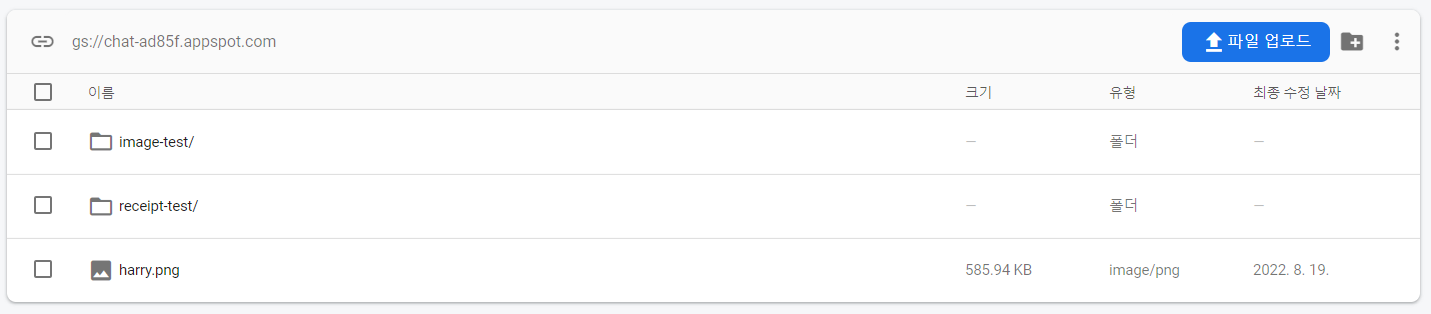 gs://chat-ad85f.appspot.com 파일 업로드
이름 크기 유형 최종 수정 날짜
image-test/ — 폴더 —
receipt-test/ — 폴더 —
harry.png 585.94 KB image/png 2022. 8. 19.